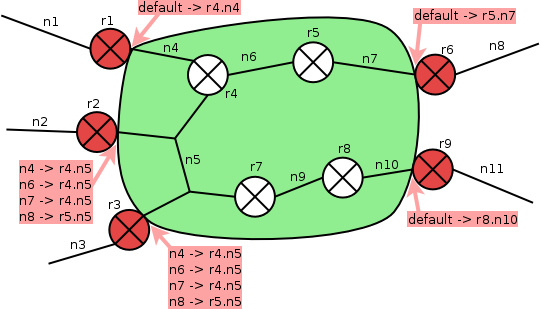 default -> r4.n4
n1
r1
n4
n6
r5
n7
default -> r5.n7
r6
n8
r4
n2
r2
n5
n4 -> r4.n5
n6 -> r4.n5
n7 -> r4.n5
n8 -> r5.n5
r7
n9
r8
n10
r9
n11
r3
n3
default -> r8.n10
n4 -> r4.n5
n6 -> r4.n5
n7 -> r4.n5
n8 -> r5.n5